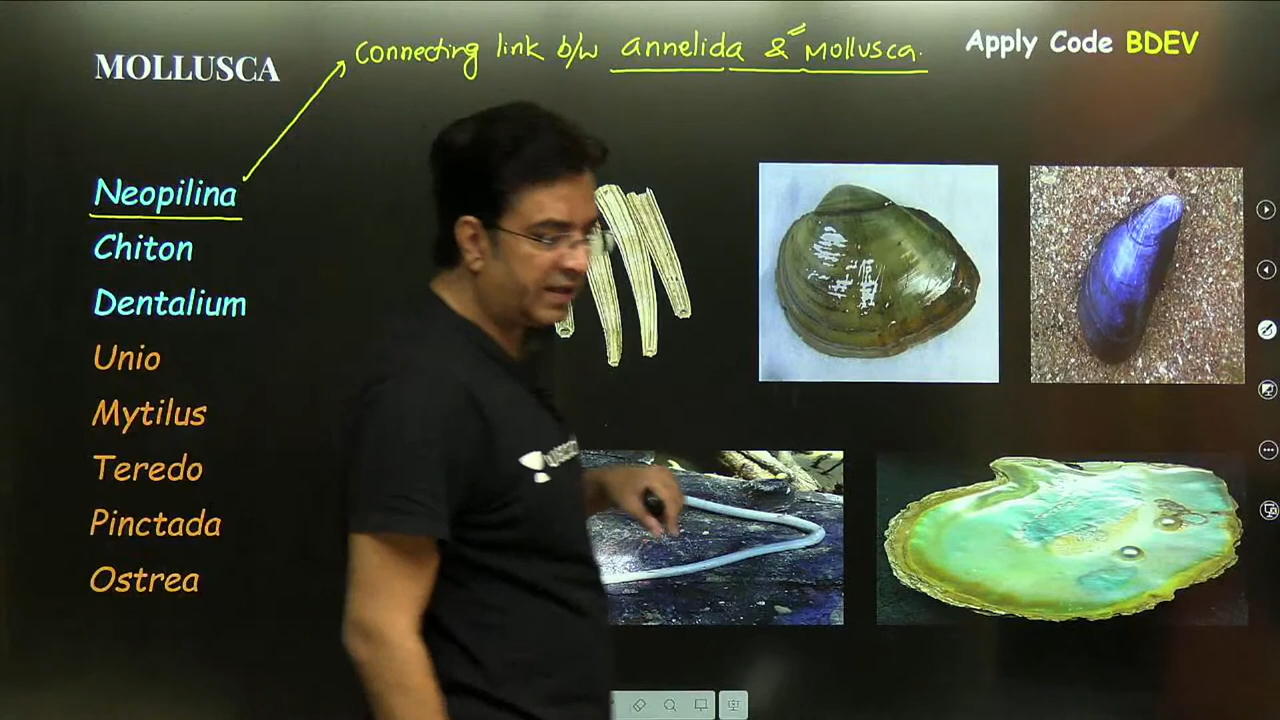 Connecting link b/w annelida & Mollusca.
Apply Code BDEV
MOLLUSCA
Neopilina
Chiton
Dentalium
Unio
Mytilus
Teredo
Pinctada
Ostrea